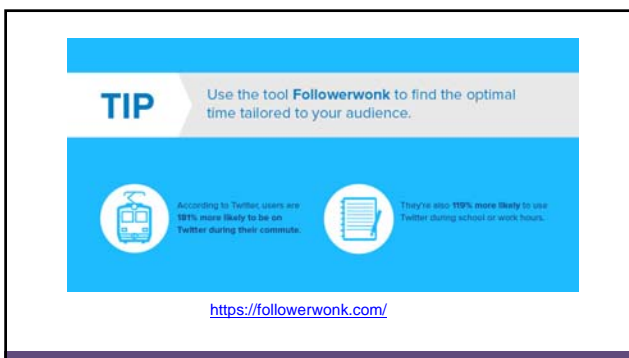 TIP
Use the tool Followerwonk to find the optimal
time tailored to your audience.
According to Twitter, users are
181% more likely to be on
Twitter during their commute.
They're also 119% more likely to use
Twitter during school or work hours.
https://followerwonk.com/